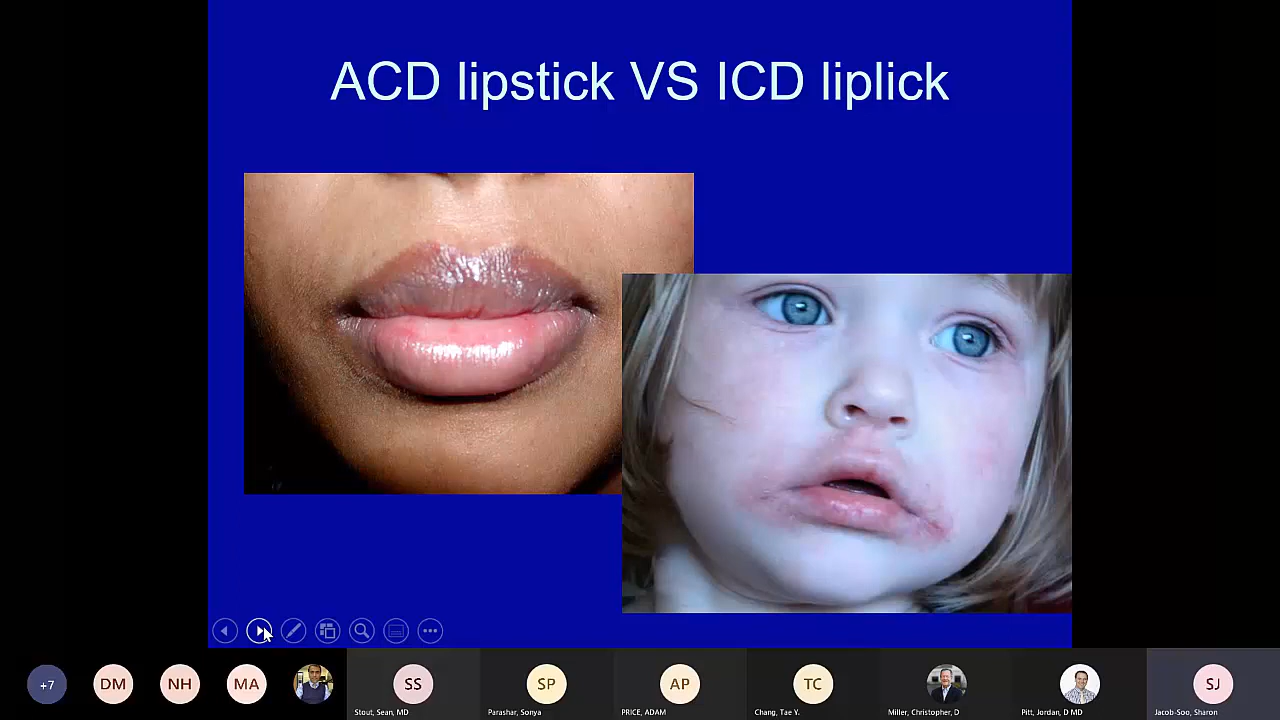 ACD lipstick VS ICD liplick
+7
DM
NH
MA
SS
SP
AP
TC
SJ
Stout, Sean, MD
Parashar, Sonya
PRICE, ADAM
Chang, Tae Y.
Miller, Christopher, D
Pitt, Jordan, D MD
Jacob-Soo, Sharon